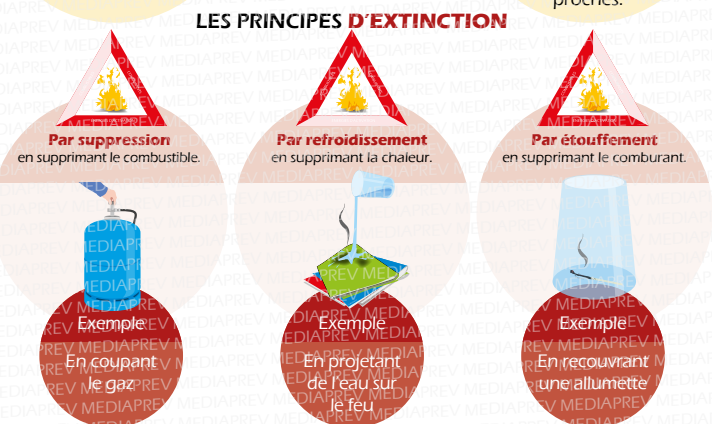 proches.
LES PRINCIPES D'EXTINCTION
Par suppression
en supprimant le combustible.
Exemple
En coupant
le gaz
Par refroidissement
en supprimant la chaleur.
Exemple
En projetant
de l'eau sur
le feu
Par étouffement
en supprimant le comburant.
Exemple
En recouvrant
une allumette
MEDIAPREV